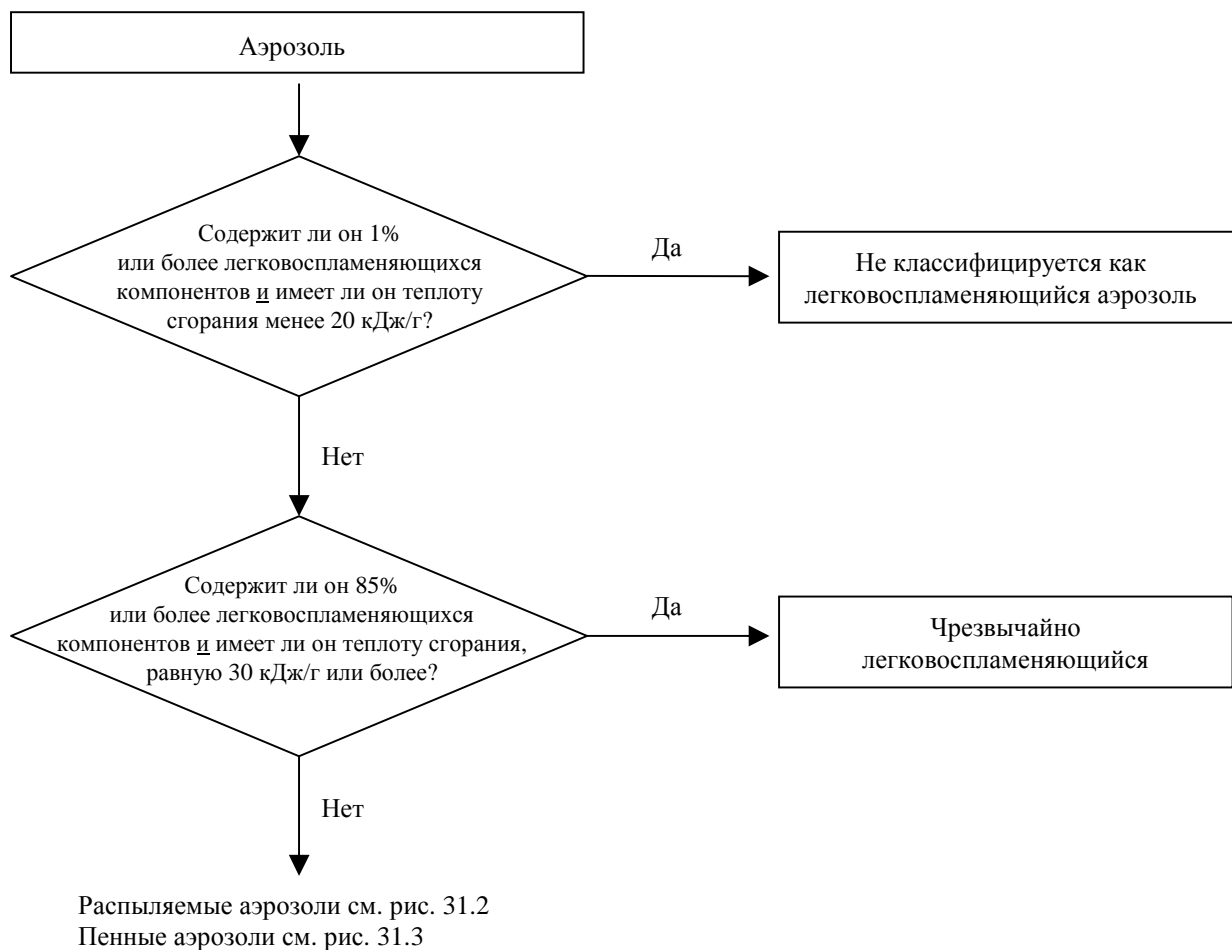 Аэрозоль
Содержит ли он 1%
или более легковоспламеняющихся
компонентов и имеет ли он теплоту
сгорания менее 20 кДж/г?
Да
Не классифицируется как
легковоспламеняющийся аэрозоль
Нет
Содержит ли он 85%
или более легковоспламеняющихся
компонентов и имеет ли он теплоту сгорания,
равную 30 кДж/г или более?
Да
Чрезвычайно
легковоспламеняющийся
Нет
Распыляемые аэрозоли см. рис. 31.2
Пенные аэрозоли см. рис. 31.3